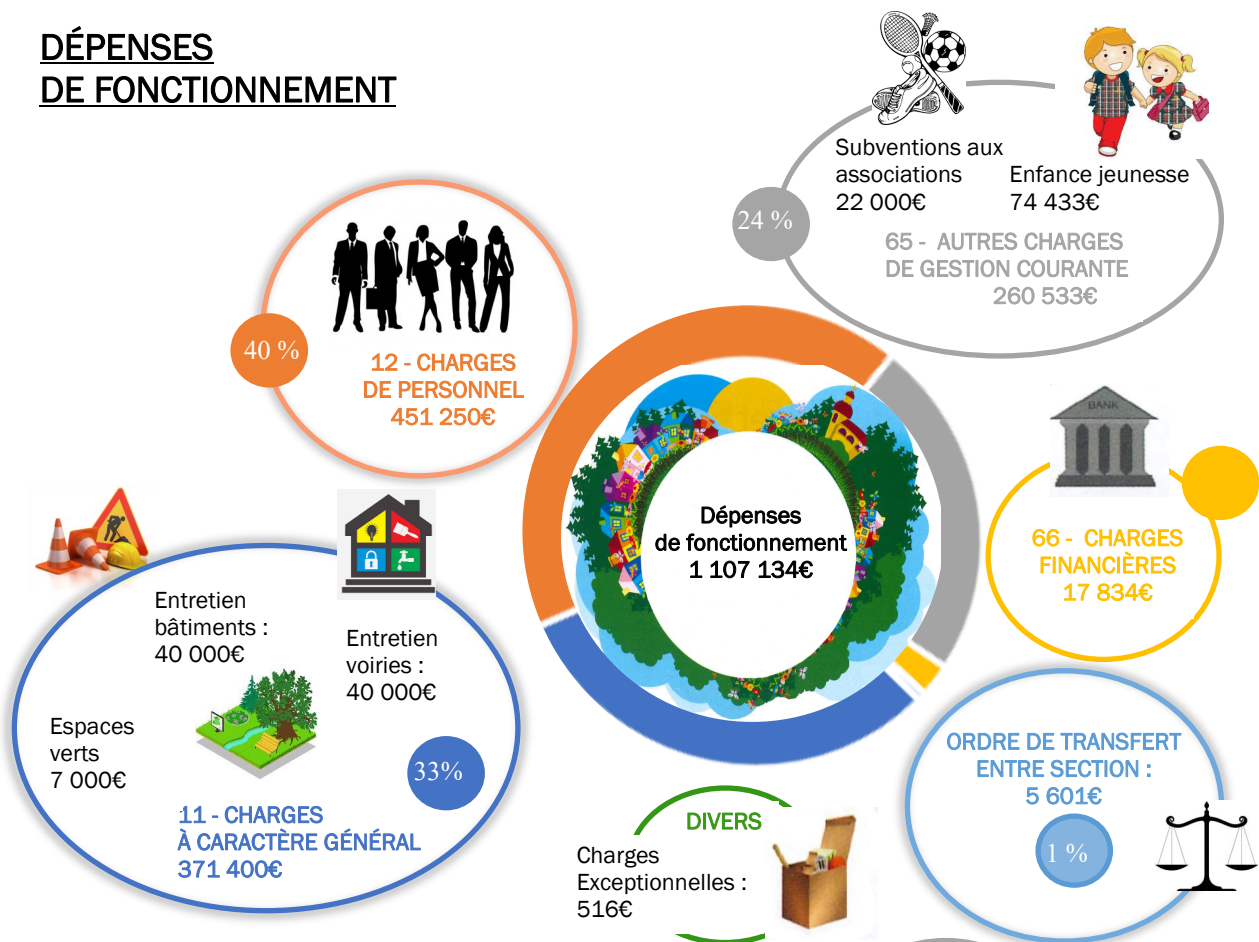 DÉPENSES
DE FONCTIONNEMENT
Subventions aux
associations
22 000€
Enfance jeunesse
74 433€
24 %
65 - AUTRES CHARGES
DE GESTION COURANTE
260 533€
40 %
12 - CHARGES
DE PERSONNEL
451 250€
BANK
66 - CHARGES
FINANCIÈRES
17 834€
Dépenses
de fonctionnement
1 107 134€
Entretien
bâtiments :
40 000€
Entretien
voiries :
40 000€
Espaces
verts
7 000€
33%
11 - CHARGES
À CARACTÈRE GÉNÉRAL
371 400€
ORDRE DE TRANSFERT
ENTRE SECTION :
5 601€
1 %
DIVERS
Charges
Exceptionnelles :
516€